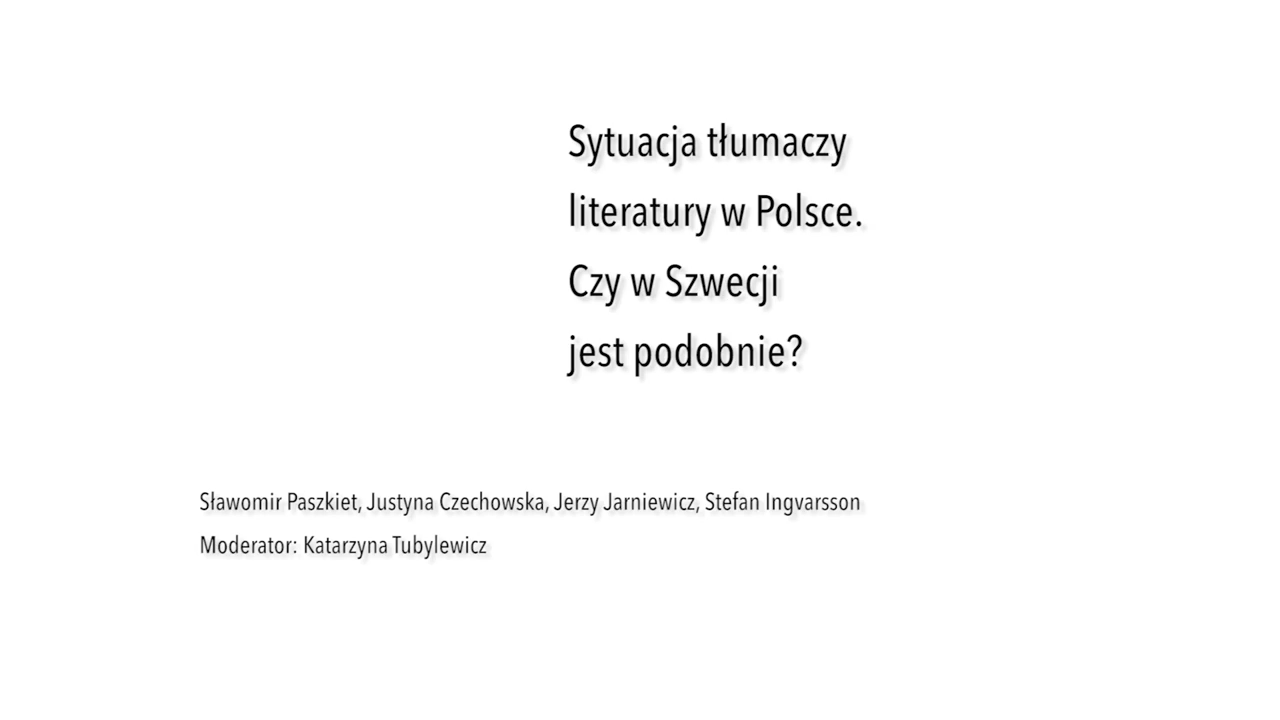 Sytuacja tłumaczy
literatury w Polsce.
Czy w Szwecji
jest podobnie?
Sławomir Paszkiet, Justyna Czechowska, Jerzy Jarniewicz, Stefan Ingvarsson
Moderator: Katarzyna Tubylewicz